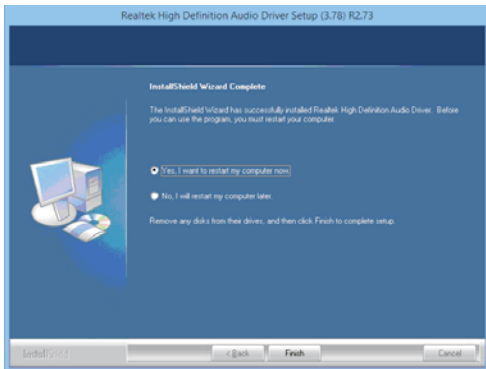 Realtek High Definition Audio Driver Setup (3.78) R2.73
InstallShield Wizard Complete
The InstallShield Wizard has successfully installed Realtek High Definition Audio Driver. Before
you can use the program, you must restart your computer.
Yes, I want to restart my computer now.
No, I will restart my computer later.
Remove any disks from their drives, and then click Finish to complete setup.
InstallShield
< Back
Finish
Cancel